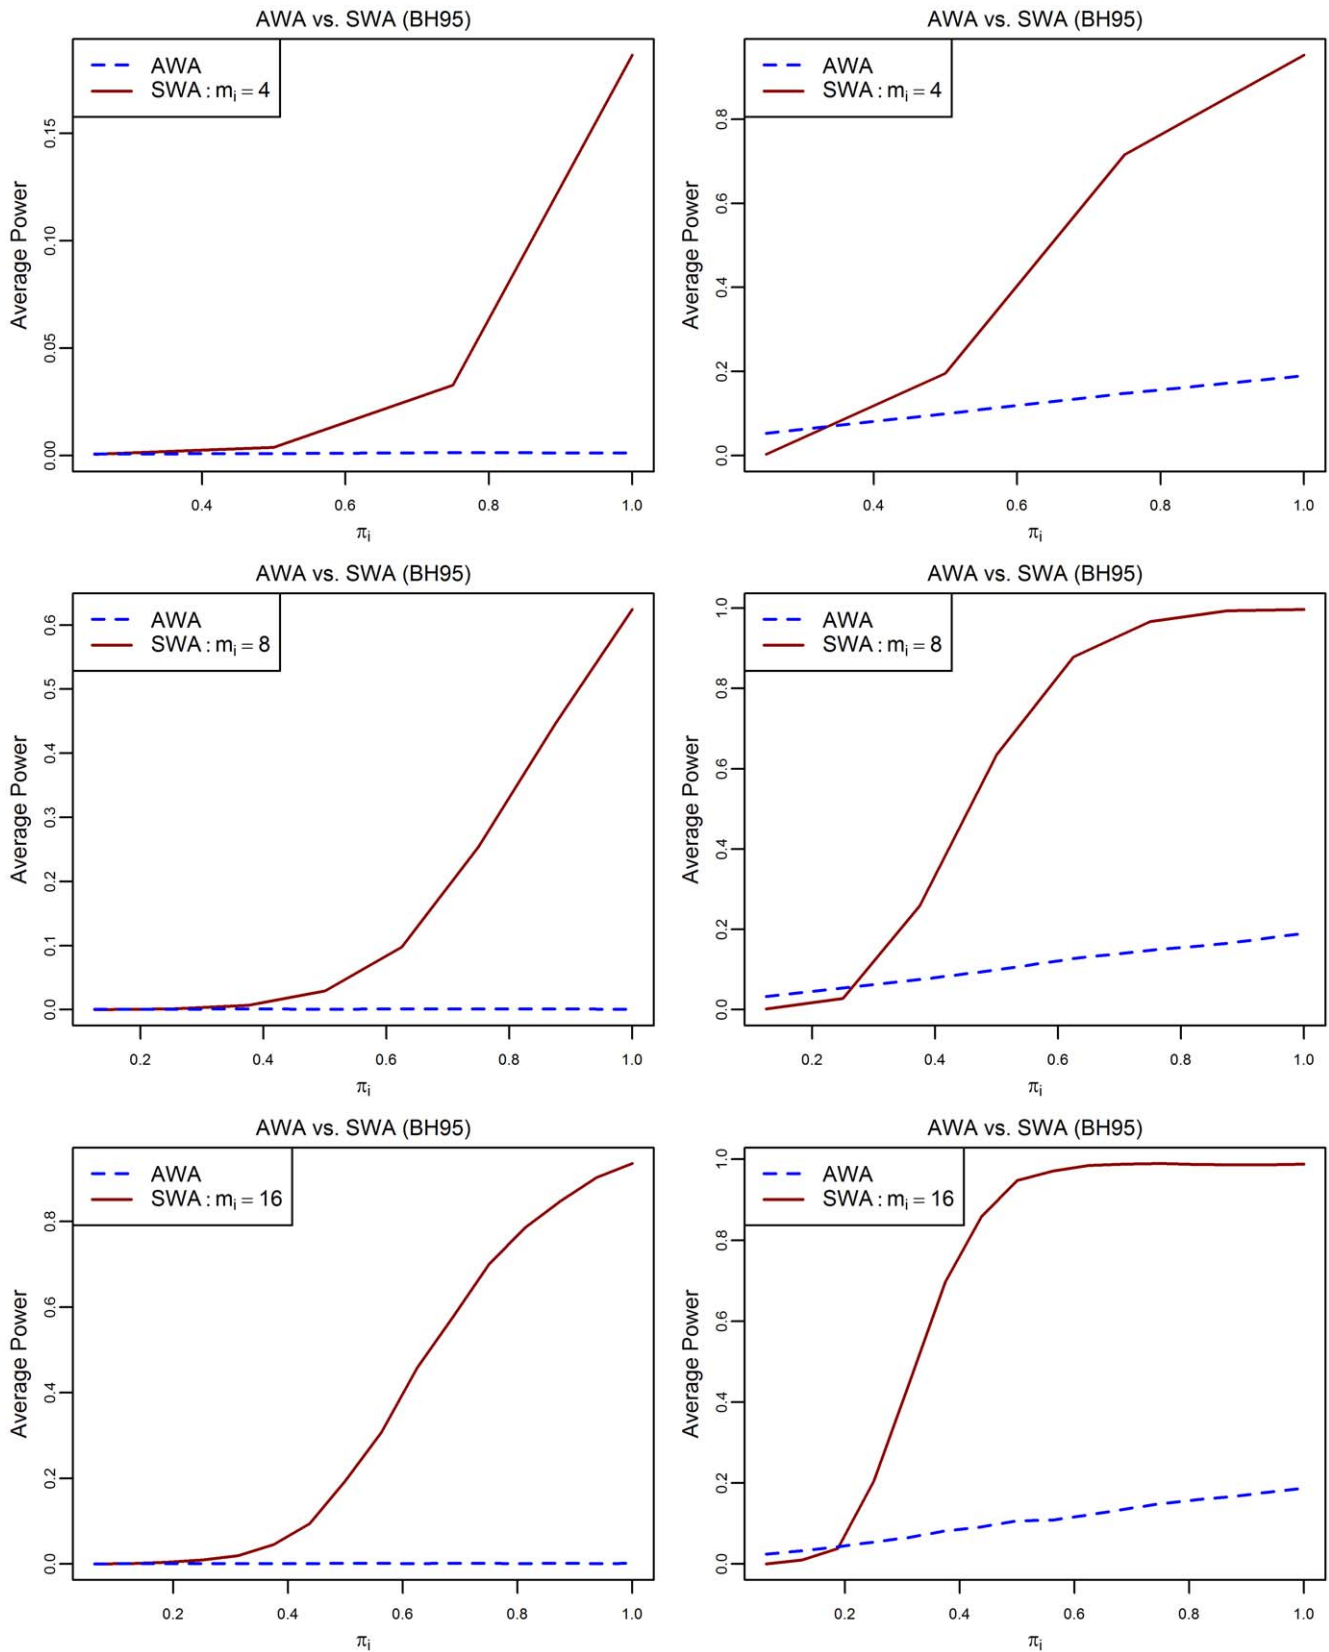 AWA vs. SWA (BH95)
AWA
SWA : mᵢ = 4
Average Power
0.00 0.05 0.10 0.15
0.4 0.6 0.8 1.0
πᵢ
AWA vs. SWA (BH95)
AWA
SWA : mᵢ = 4
Average Power
0.0 0.2 0.4 0.6 0.8
0.4 0.6 0.8 1.0
πᵢ
AWA vs. SWA (BH95)
AWA
SWA : mᵢ = 8
Average Power
0.0 0.1 0.2 0.3 0.4 0.5 0.6
0.2 0.4 0.6 0.8 1.0
πᵢ
AWA vs. SWA (BH95)
AWA
SWA : mᵢ = 8
Average Power
0.0 0.2 0.4 0.6 0.8 1.0
0.2 0.4 0.6 0.8 1.0
πᵢ
AWA vs. SWA (BH95)
AWA
SWA : mᵢ = 16
Average Power
0.0 0.2 0.4 0.6 0.8
0.2 0.4 0.6 0.8 1.0
πᵢ
AWA vs. SWA (BH95)
AWA
SWA : mᵢ = 16
Average Power
0.0 0.2 0.4 0.6 0.8 1.0
0.2 0.4 0.6 0.8 1.0
πᵢ